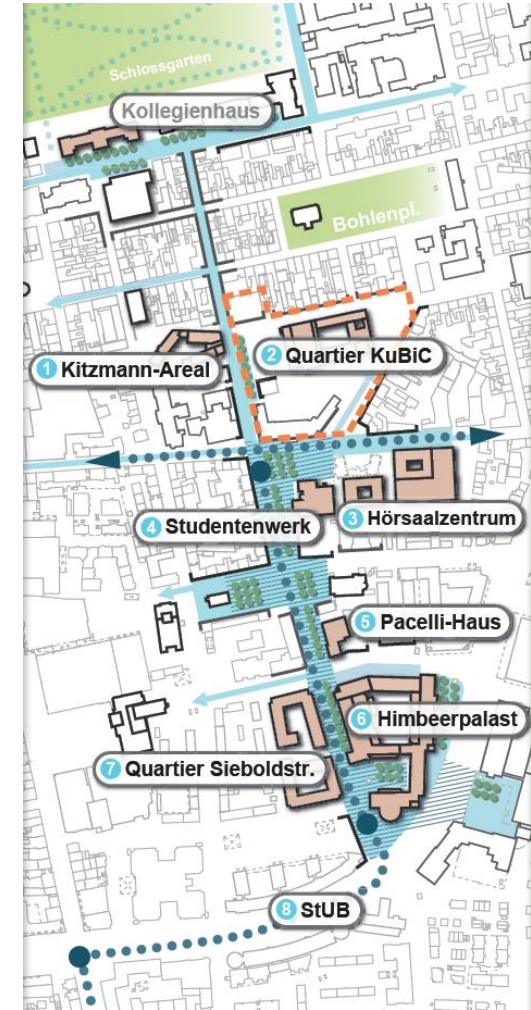 Schlossgarten
Kollegienhaus
Bohlenpl.
1 Kitzmann-Areal
2 Quartier KuBiC
3 Hörsaalzentrum
4 Studentenwerk
5 Pacelli-Haus
6 Himbeerpalast
7 Quartier Sieboldstr.
8 StUB